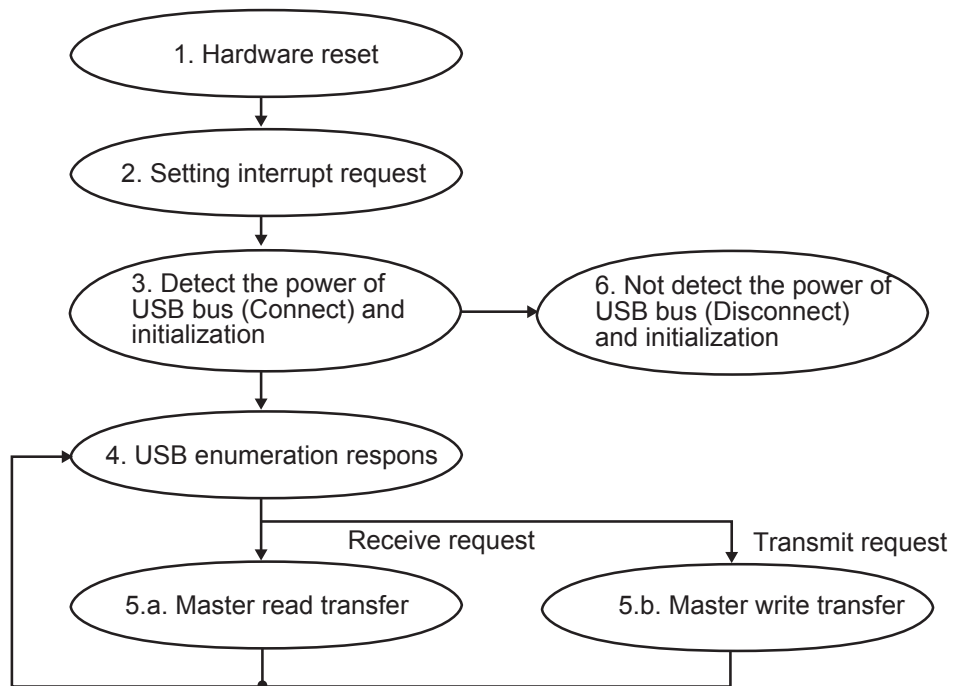 1. Hardware reset
2. Setting interrupt request
3. Detect the power of
USB bus (Connect) and
initialization
6. Not detect the power of
USB bus (Disconnect)
and initialization
4. USB enumeration respons
Receive request
Transmit request
5.a. Master read transfer
5.b. Master write transfer